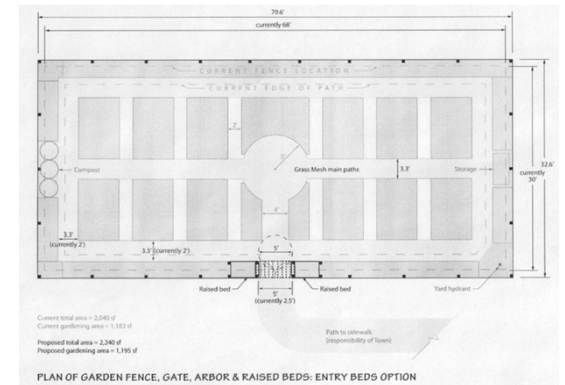 70.6'
currently 68'
CURRENT FENCE LOCATION
CURRENT EDGE OF PATH
2'
5'
Compost
Grass Mesh main paths
3.3'
Storage
currently
30'
32.6'
4'
3.3'
(currently 2')
3.3' (currently 2')
5'
Raised bed
5'
(currently 2.5')
Raised bed
Yard hydrant
Current total area = 2,040 sf
Current gardening area = 1,182 sf
Proposed total area = 2,240 sf
Proposed gardening area = 1,195 sf
Path to sidewalk
(responsibility of Town)
PLAN OF GARDEN FENCE, GATE, ARBOR & RAISED BEDS: ENTRY BEDS OPTION